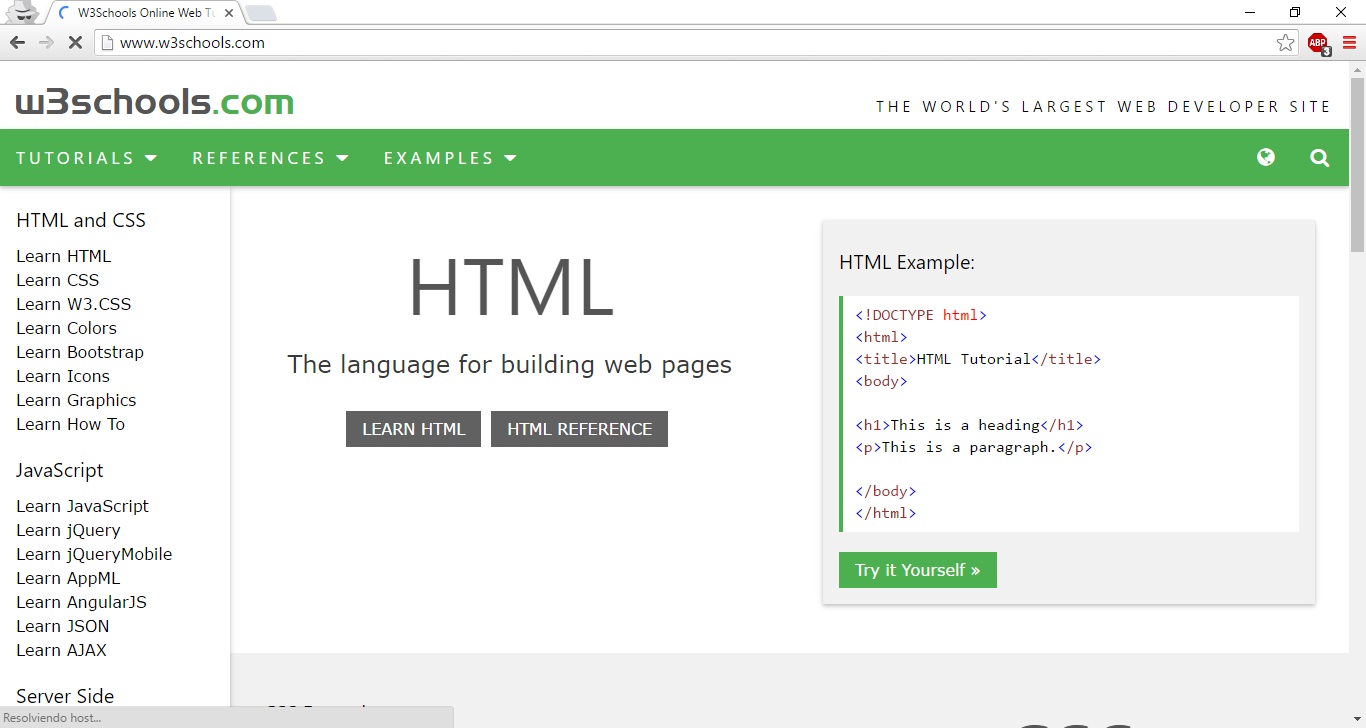 W3Schools Online Web Tu
www.w3schools.com
ABP
3
w3schools.com
THE WORLD'S LARGEST WEB DEVELOPER SITE
TUTORIALS
REFERENCES
EXAMPLES
HTML and CSS
Learn HTML
Learn CSS
Learn W3.CSS
Learn Colors
Learn Bootstrap
Learn Icons
Learn Graphics
Learn How To
JavaScript
Learn JavaScript
Learn jQuery
Learn jQueryMobile
Learn AppML
Learn AngularJS
Learn JSON
Learn AJAX
Server Side
Resolviendo host...
HTML
The language for building web pages
LEARN HTML
HTML REFERENCE
HTML Example:
<!DOCTYPE html>
<html>
<title>HTML Tutorial</title>
<body>
<h1>This is a heading</h1>
<p>This is a paragraph.</p>
</body>
</html>
Try it Yourself »